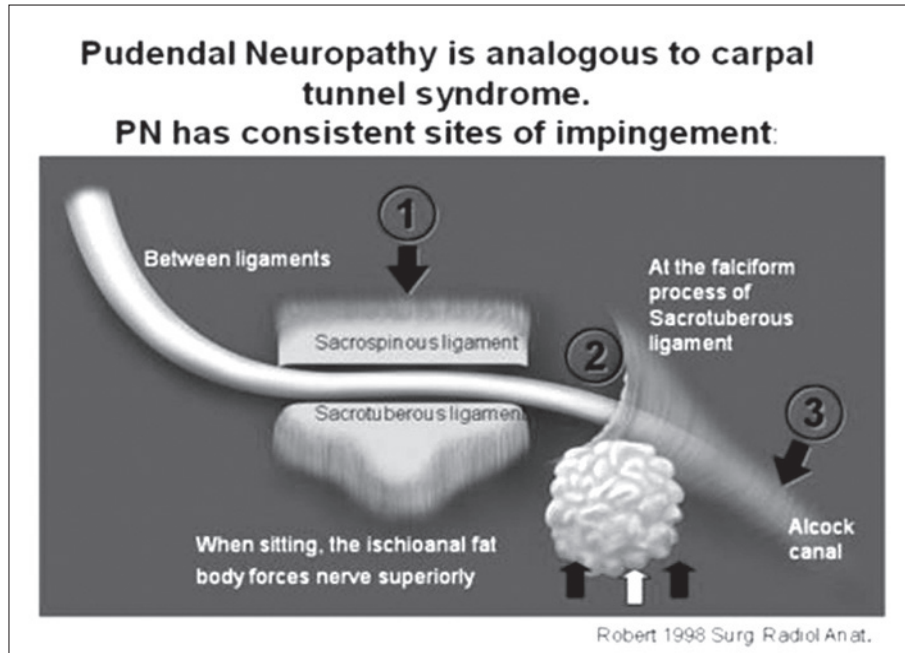 Pudendal Neuropathy is analogous to carpal
tunnel syndrome.
PN has consistent sites of impingement:
1
Between ligaments
Sacrospinous ligament
Sacrotuberous ligament
2
At the falciform
process of
Sacrotuberous
ligament
3
Alcock
canal
When sitting, the ischioanal fat
body forces nerve superiorly
Robert 1998 Surg Radiol Anat.